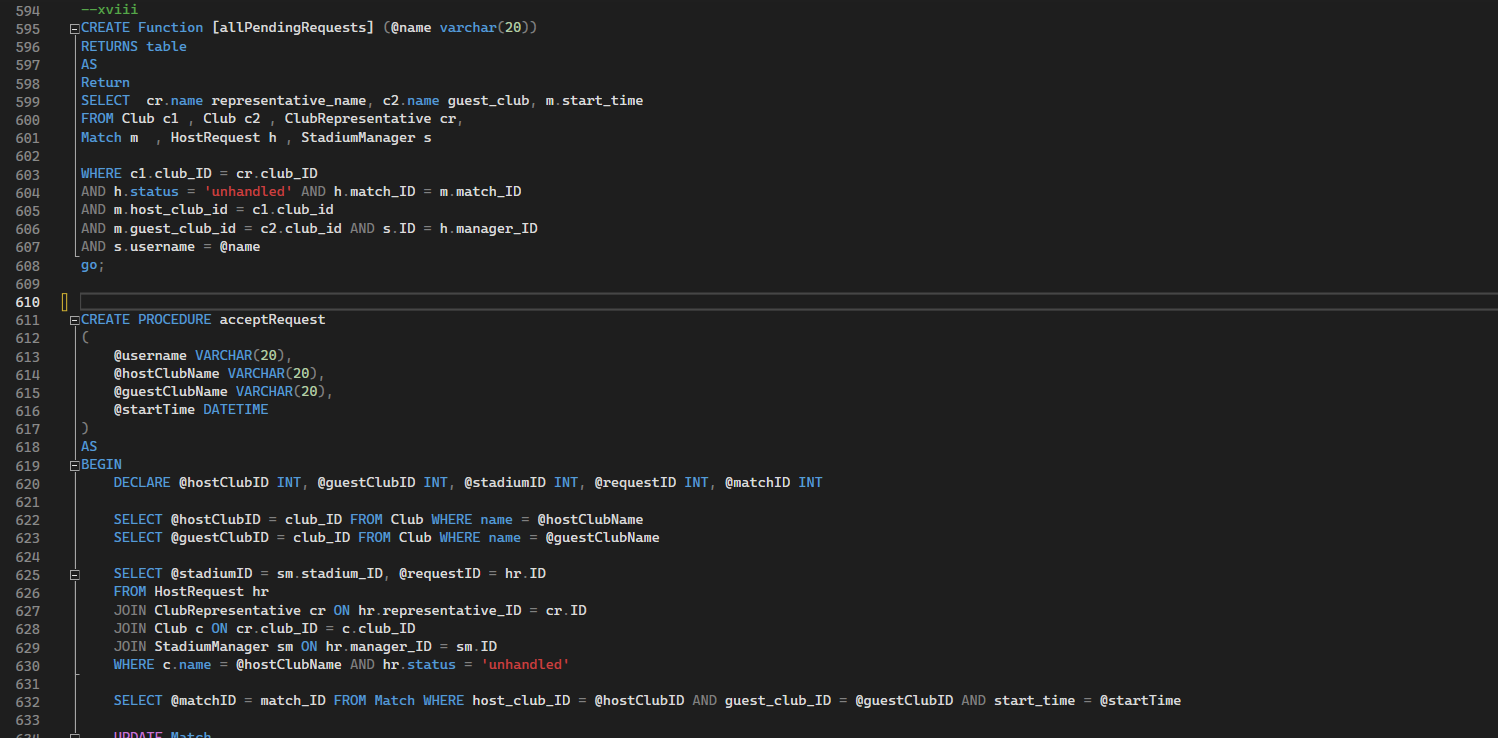 594 --xviii
595 CREATE Function [allPendingRequests] (@name varchar(20))
596 RETURNS table
597 AS
598 Return
599 SELECT  cr.name representative_name, c2.name guest_club, m.start_time
600 FROM Club c1 , Club c2 , ClubRepresentative cr,
601 Match m  , HostRequest h , StadiumManager s
602
603 WHERE c1.club_ID = cr.club_ID
604 AND h.status = 'unhandled' AND h.match_ID = m.match_ID
605 AND m.host_club_id = c1.club_id
606 AND m.guest_club_id = c2.club_id AND s.ID = h.manager_ID
607 AND s.username = @name
608 go;
609
610
611 CREATE PROCEDURE acceptRequest
612 (
613     @username VARCHAR(20),
614     @hostClubName VARCHAR(20),
615     @guestClubName VARCHAR(20),
616     @startTime DATETIME
617 )
618 AS
619 BEGIN
620     DECLARE @hostClubID INT, @guestClubID INT, @stadiumID INT, @requestID INT, @matchID INT
621
622     SELECT @hostClubID = club_ID FROM Club WHERE name = @hostClubName
623     SELECT @guestClubID = club_ID FROM Club WHERE name = @guestClubName
624
625     SELECT @stadiumID = sm.stadium_ID, @requestID = hr.ID
626     FROM HostRequest hr
627     JOIN ClubRepresentative cr ON hr.representative_ID = cr.ID
628     JOIN Club c ON cr.club_ID = c.club_ID
629     JOIN StadiumManager sm ON hr.manager_ID = sm.ID
630     WHERE c.name = @hostClubName AND hr.status = 'unhandled'
631
632     SELECT @matchID = match_ID FROM Match WHERE host_club_ID = @hostClubID AND guest_club_ID = @guestClubID AND start_time = @startTime
633
634     UPDATE Match